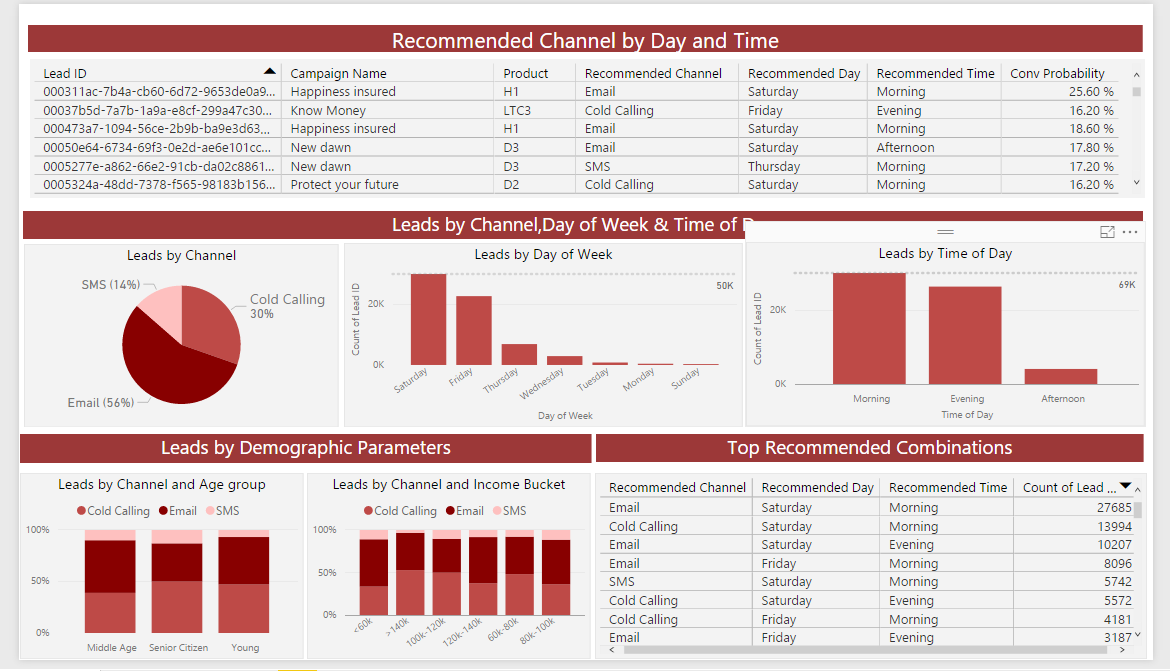 Recommended Channel by Day and Time
Lead ID Campaign Name Product Recommended Channel Recommended Day Recommended Time Conv Probability
000311ac-7b4a-cb60-6d72-9653de0a9... Happiness insured H1 Email Saturday Morning 25.60 %
00037b5d-7a7b-1a9a-e8cf-299a47c30... Know Money LTC3 Cold Calling Friday Evening 16.20 %
000473a7-1094-56ce-2b9b-ba9e3d63... Happiness insured H1 Email Saturday Morning 18.60 %
00050e64-6734-69f3-0e2d-ae6e101cc... New dawn D3 Email Saturday Afternoon 17.80 %
0005277e-a862-66e2-91cb-da02c8861... New dawn D3 SMS Thursday Morning 17.20 %
0005324a-48dd-7378-f565-98183b156... Protect your future D2 Cold Calling Saturday Morning 16.20 %
Leads by Channel,Day of Week & Time of
Leads by Channel
SMS (14%)
Cold Calling
30%
Email (56%)
Leads by Day of Week
50K
Count of Lead ID
20K
0K
Saturday Friday Thursday Wednesday Tuesday Monday Sunday
Day of Week
Leads by Time of Day
69K
Count of Lead ID
20K
0K
Morning Evening Afternoon
Time of Day
Leads by Demographic Parameters
Leads by Channel and Age group
Cold Calling Email SMS
100%
50%
0%
Middle Age Senior Citizen Young
Leads by Channel and Income Bucket
Cold Calling Email SMS
100%
50%
0%
<60k >140k 100k-120k 120k-140k 60k-80k 80k-100k
Top Recommended Combinations
Recommended Channel Recommended Day Recommended Time Count of Lead ...
Email Saturday Morning 27685
Cold Calling Saturday Morning 13994
Email Saturday Evening 10207
Email Friday Morning 8096
SMS Saturday Morning 5742
Cold Calling Saturday Evening 5572
Cold Calling Friday Morning 4181
Email Friday Evening 3187